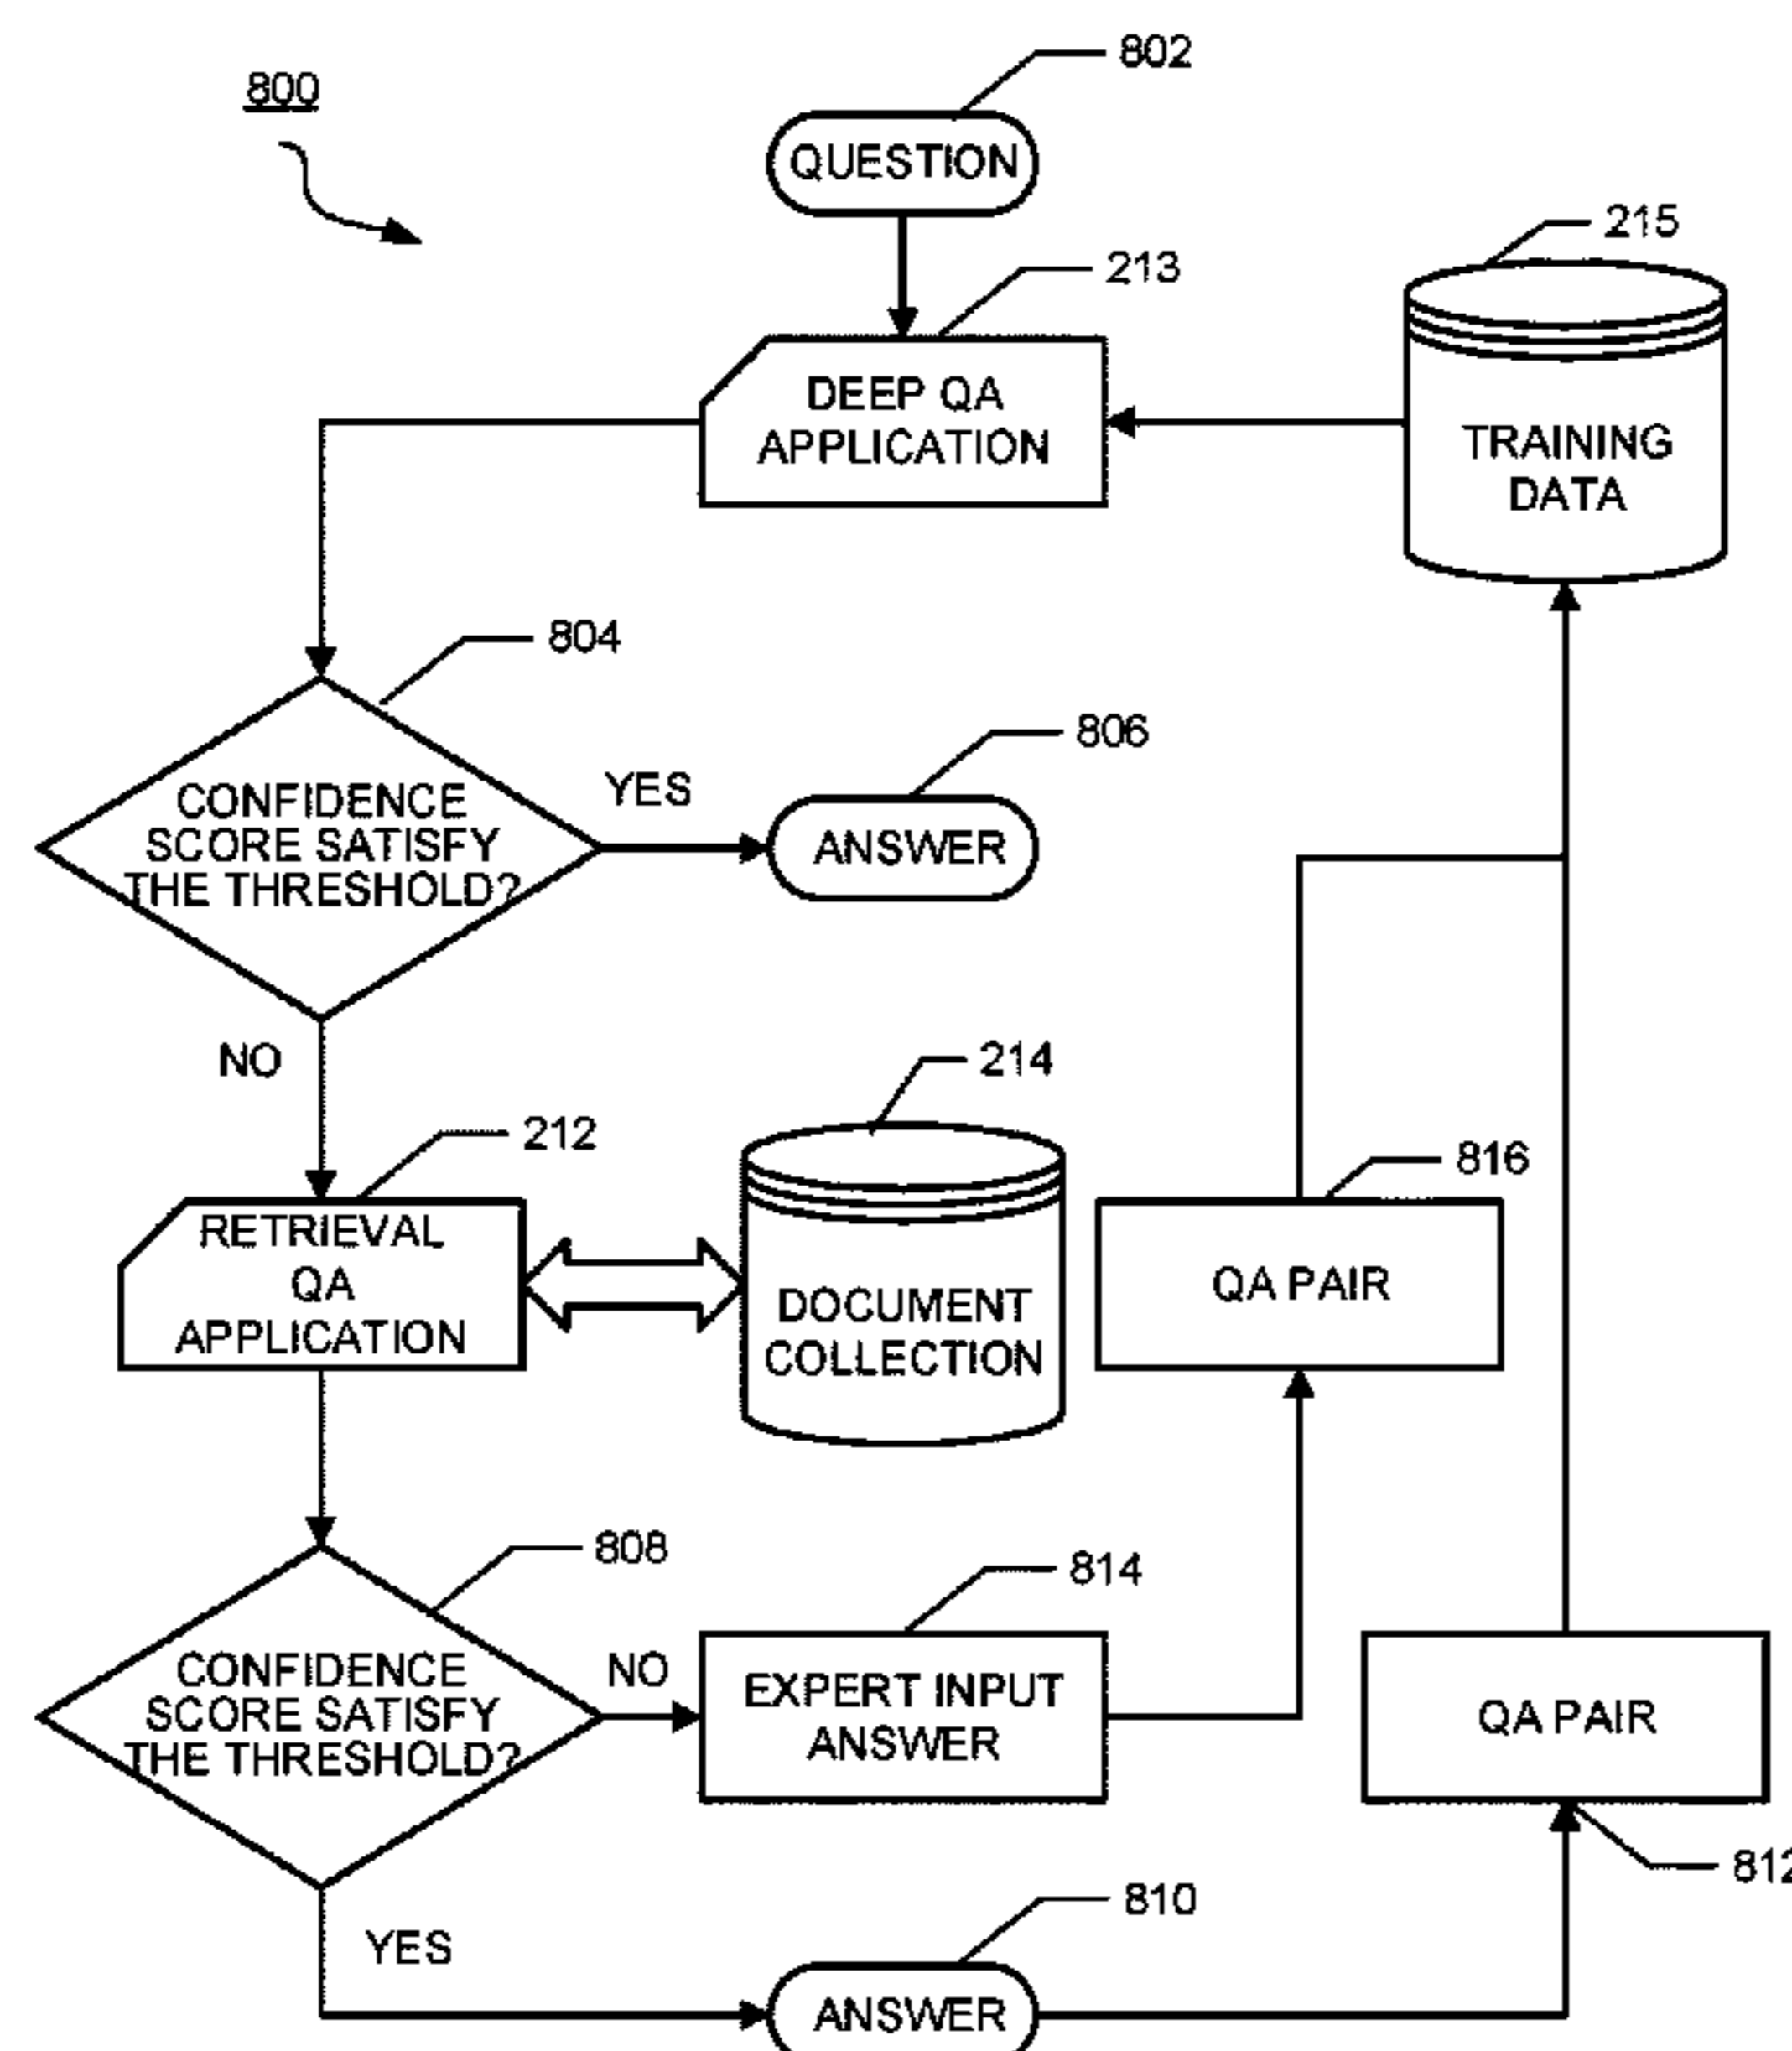 802
800
QUESTION
215
213
DEEP QA
APPLICATION
TRAINING
DATA
804
806
CONFIDENCE
SCORE SATISFY
THE THRESHOLD?
YES
ANSWER
NO
214
212
816
RETRIEVAL
QA
APPLICATION
DOCUMENT
COLLECTION
QA PAIR
808
814
CONFIDENCE
SCORE SATISFY
THE THRESHOLD?
NO
EXPERT INPUT
ANSWER
QA PAIR
812
810
YES
ANSWER